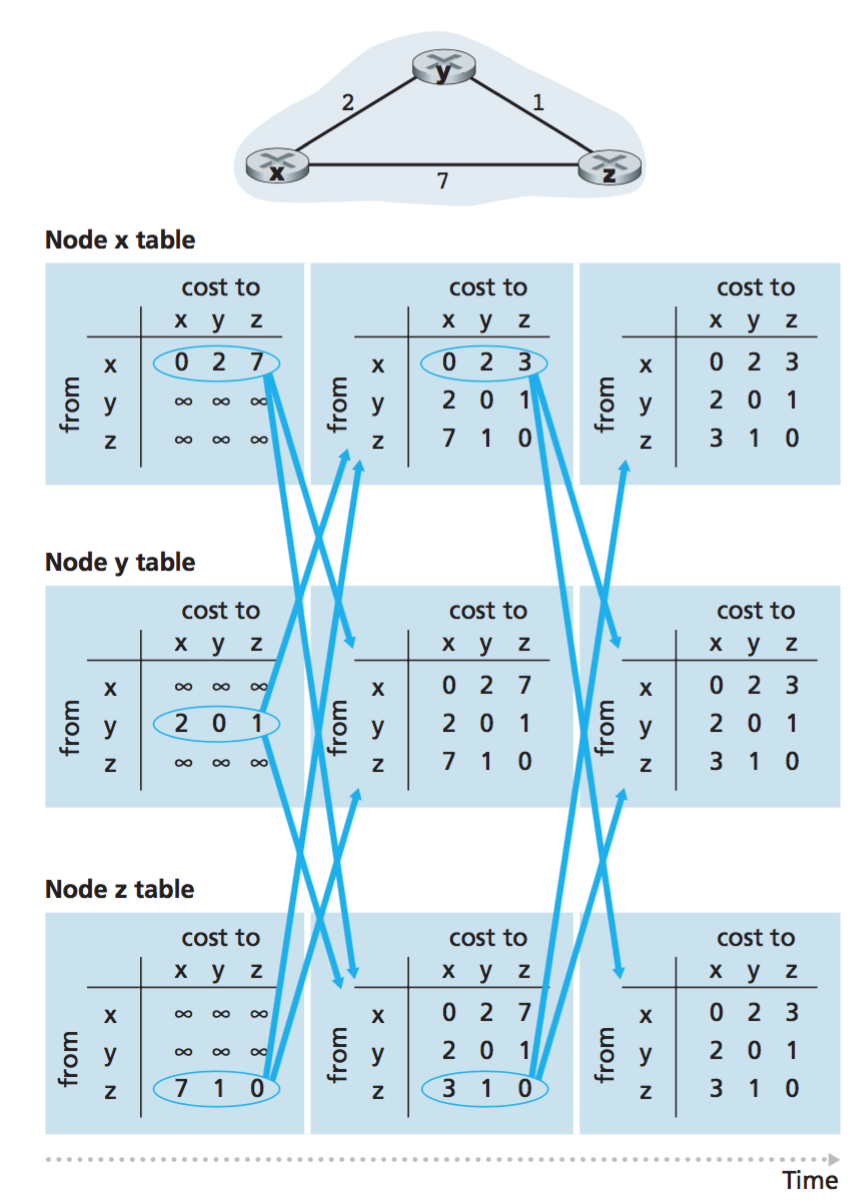 y
2 1
x z
7
Node x table
cost to cost to cost to
x y z x y z x y z
x 0 2 7 x 0 2 3 x 0 2 3
from y ∞ ∞ ∞ from y 2 0 1 from y 2 0 1
z ∞ ∞ ∞ z 7 1 0 z 3 1 0
Node y table
cost to cost to cost to
x y z x y z x y z
x ∞ ∞ ∞ x 0 2 7 x 0 2 3
from y 2 0 1 from y 2 0 1 from y 2 0 1
z ∞ ∞ ∞ z 7 1 0 z 3 1 0
Node z table
cost to cost to cost to
x y z x y z x y z
x ∞ ∞ ∞ x 0 2 7 x 0 2 3
from y ∞ ∞ ∞ from y 2 0 1 from y 2 0 1
z 7 1 0 z 3 1 0 z 3 1 0
Time